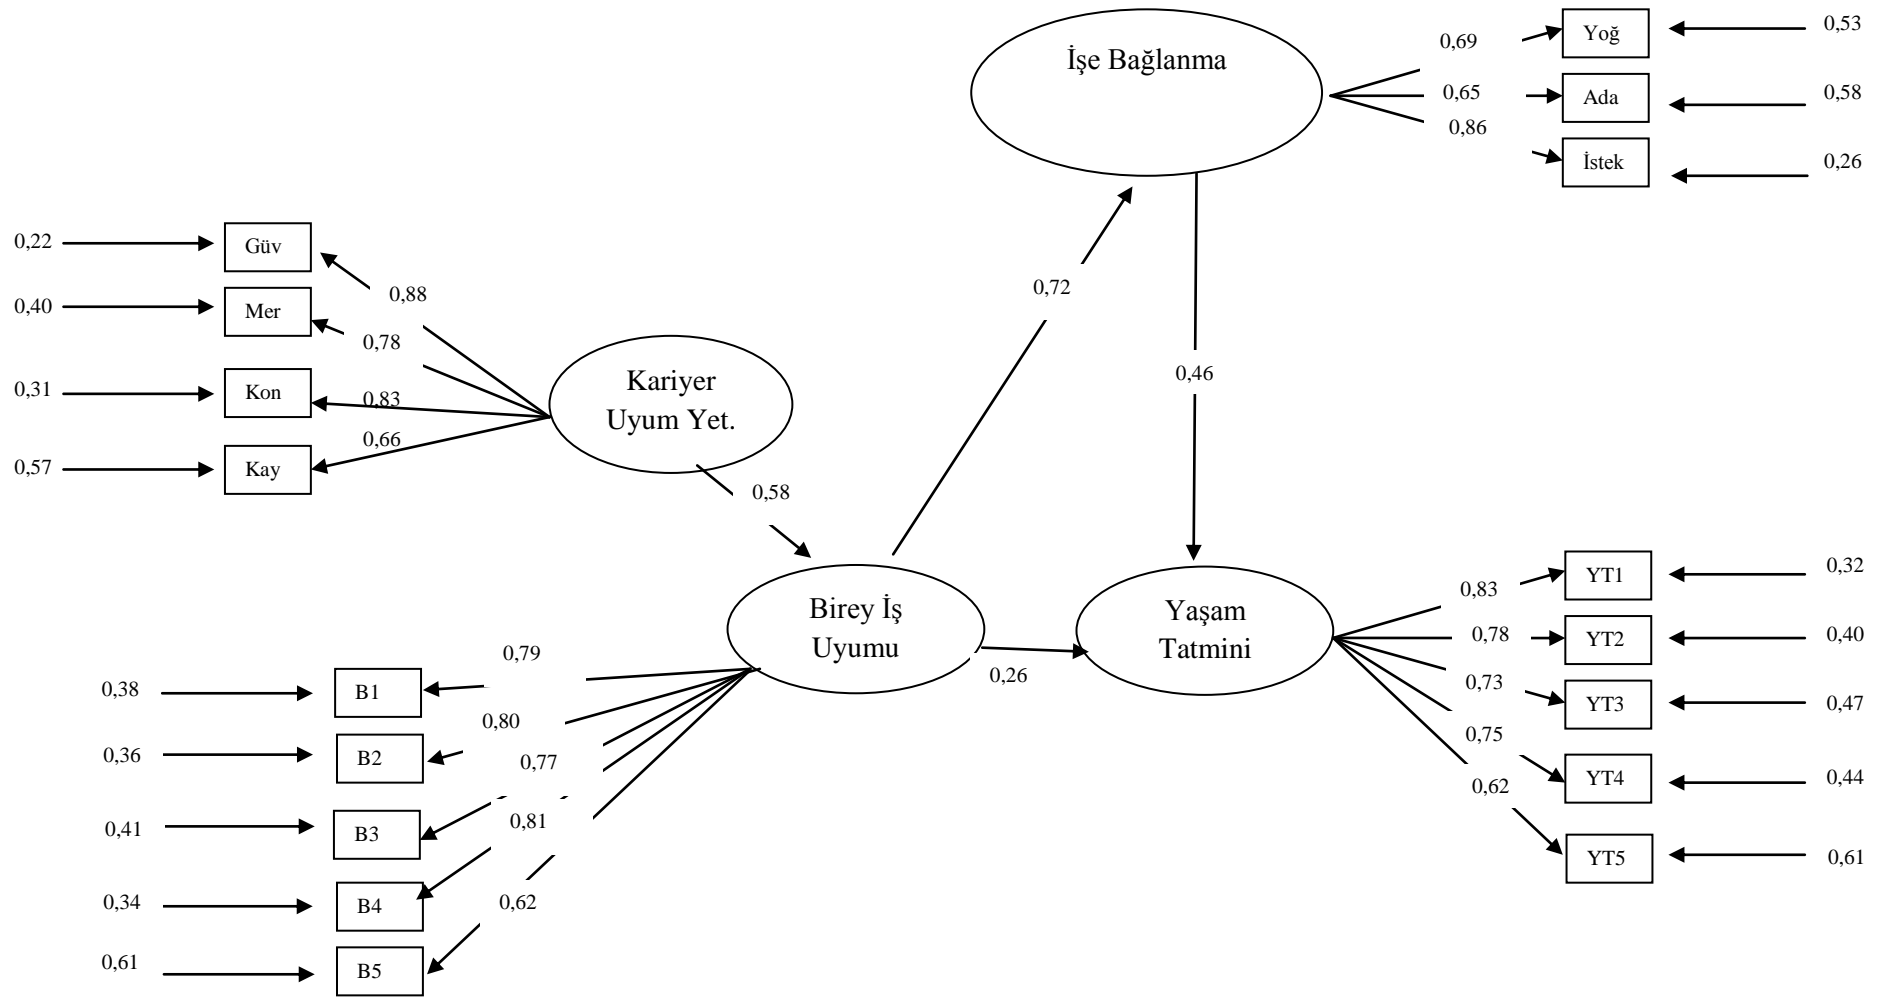 İşe Bağlanma
0,69
Yoğ
0,53
0,65
Ada
0,58
0,86
İstek
0,26
0,22
Güv
0,88
0,40
Mer
0,78
0,31
Kon
0,83
0,57
Kay
0,66
Kariyer
Uyum Yet.
0,72
0,46
0,58
Birey İş
Uyumu
0,26
Yaşam
Tatmini
0,83
YT1
0,32
0,78
YT2
0,40
0,73
YT3
0,47
0,75
YT4
0,44
0,62
YT5
0,61
0,38
B1
0,79
0,36
B2
0,80
0,41
B3
0,77
0,34
B4
0,81
0,61
B5
0,62